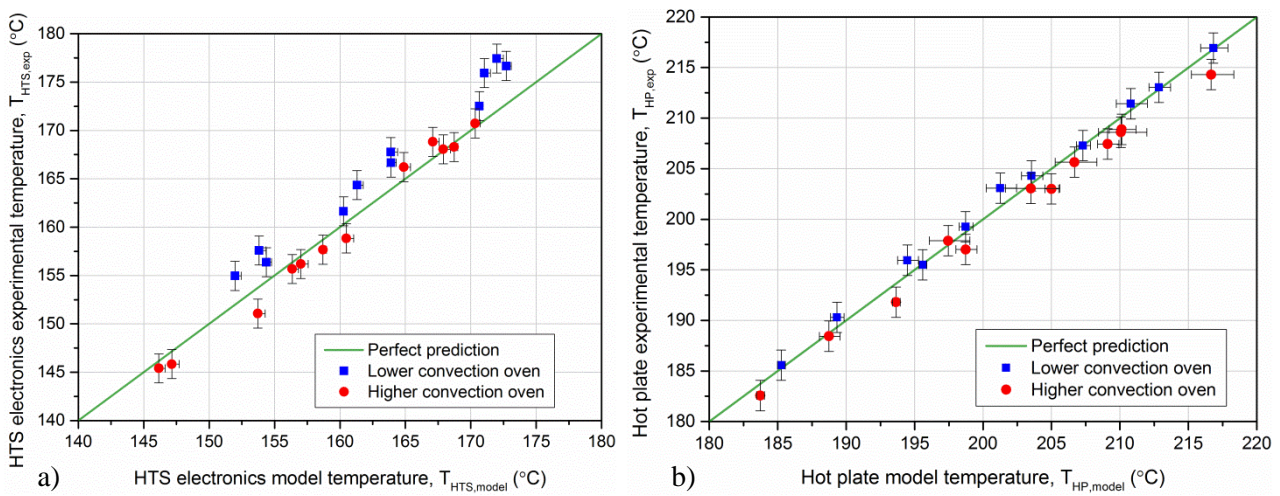 HTS electronics experimental temperature, T_HTS,exp (°C)
180
175
170
165
160
155
150
145
140
140 145 150 155 160 165 170 175 180
Perfect prediction
Lower convection oven
Higher convection oven
a) HTS electronics model temperature, T_HTS,model (°C)
Hot plate experimental temperature, T_HP,exp (°C)
220
215
210
205
200
195
190
185
180
180 185 190 195 200 205 210 215 220
Perfect prediction
Lower convection oven
Higher convection oven
b) Hot plate model temperature, T_HP,model (°C)